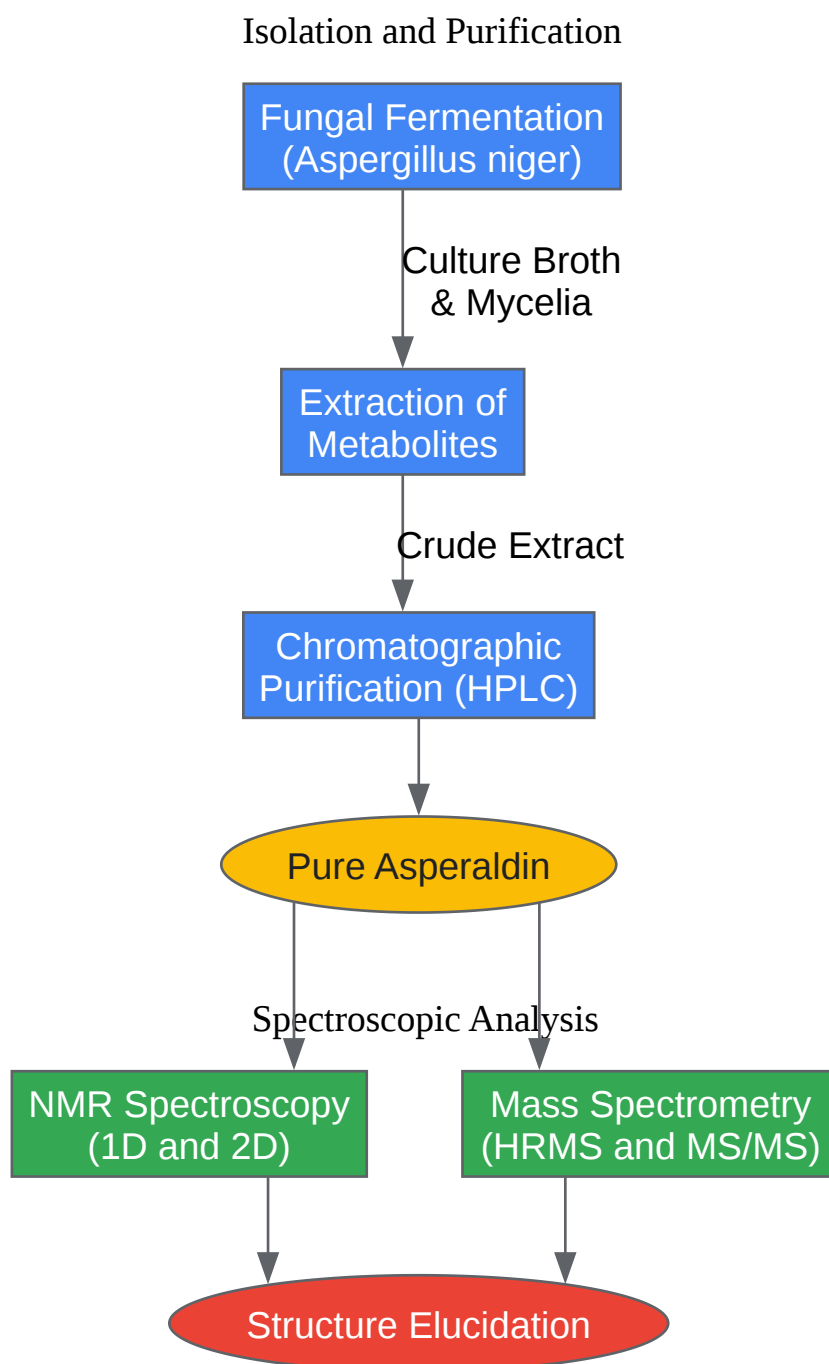 Isolation and Purification
Fungal Fermentation
(Aspergillus niger)
Culture Broth
& Mycelia
Extraction of
Metabolites
Crude Extract
Chromatographic
Purification (HPLC)
Pure Asperaldin
Spectroscopic Analysis
NMR Spectroscopy
(1D and 2D)
Mass Spectrometry
(HRMS and MS/MS)
Structure Elucidation